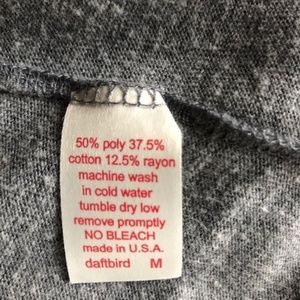 50% poly 37.5%
cotton 12.5% rayon
machine wash
in cold water
tumble dry low
remove promptly
NO BLEACH
made in U.S.A.
daftbird M